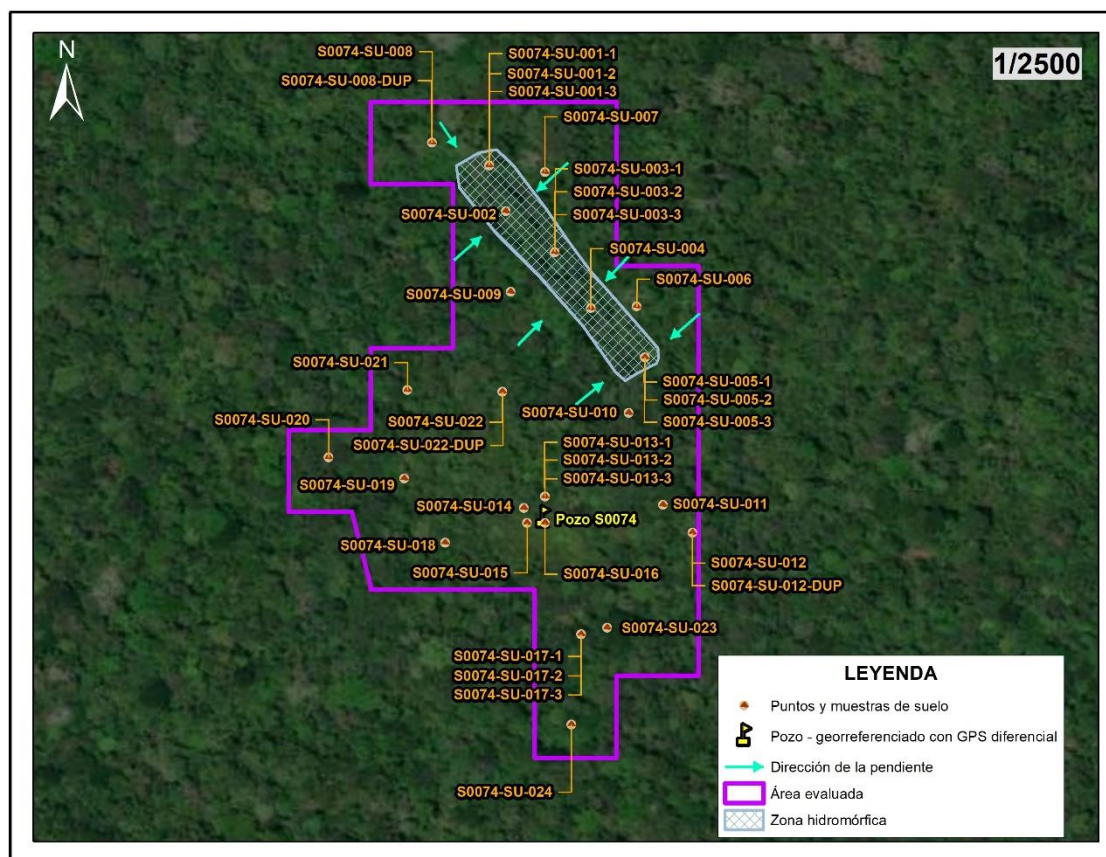 N
1/2500
S0074-SU-008
S0074-SU-008-DUP
S0074-SU-001-1
S0074-SU-001-2
S0074-SU-001-3
S0074-SU-007
S0074-SU-003-1
S0074-SU-003-2
S0074-SU-003-3
S0074-SU-002
S0074-SU-004
S0074-SU-006
S0074-SU-009
S0074-SU-021
S0074-SU-005-1
S0074-SU-005-2
S0074-SU-005-3
S0074-SU-020
S0074-SU-022
S0074-SU-022-DUP
S0074-SU-010
S0074-SU-013-1
S0074-SU-013-2
S0074-SU-013-3
S0074-SU-019
S0074-SU-014
S0074-SU-011
Pozo S0074
S0074-SU-018
S0074-SU-015
S0074-SU-016
S0074-SU-012
S0074-SU-012-DUP
S0074-SU-023
S0074-SU-017-1
S0074-SU-017-2
S0074-SU-017-3
S0074-SU-024
LEYENDA
Puntos y muestras de suelo
Pozo - georreferenciado con GPS diferencial
Dirección de la pendiente
Área evaluada
Zona hidromórfica